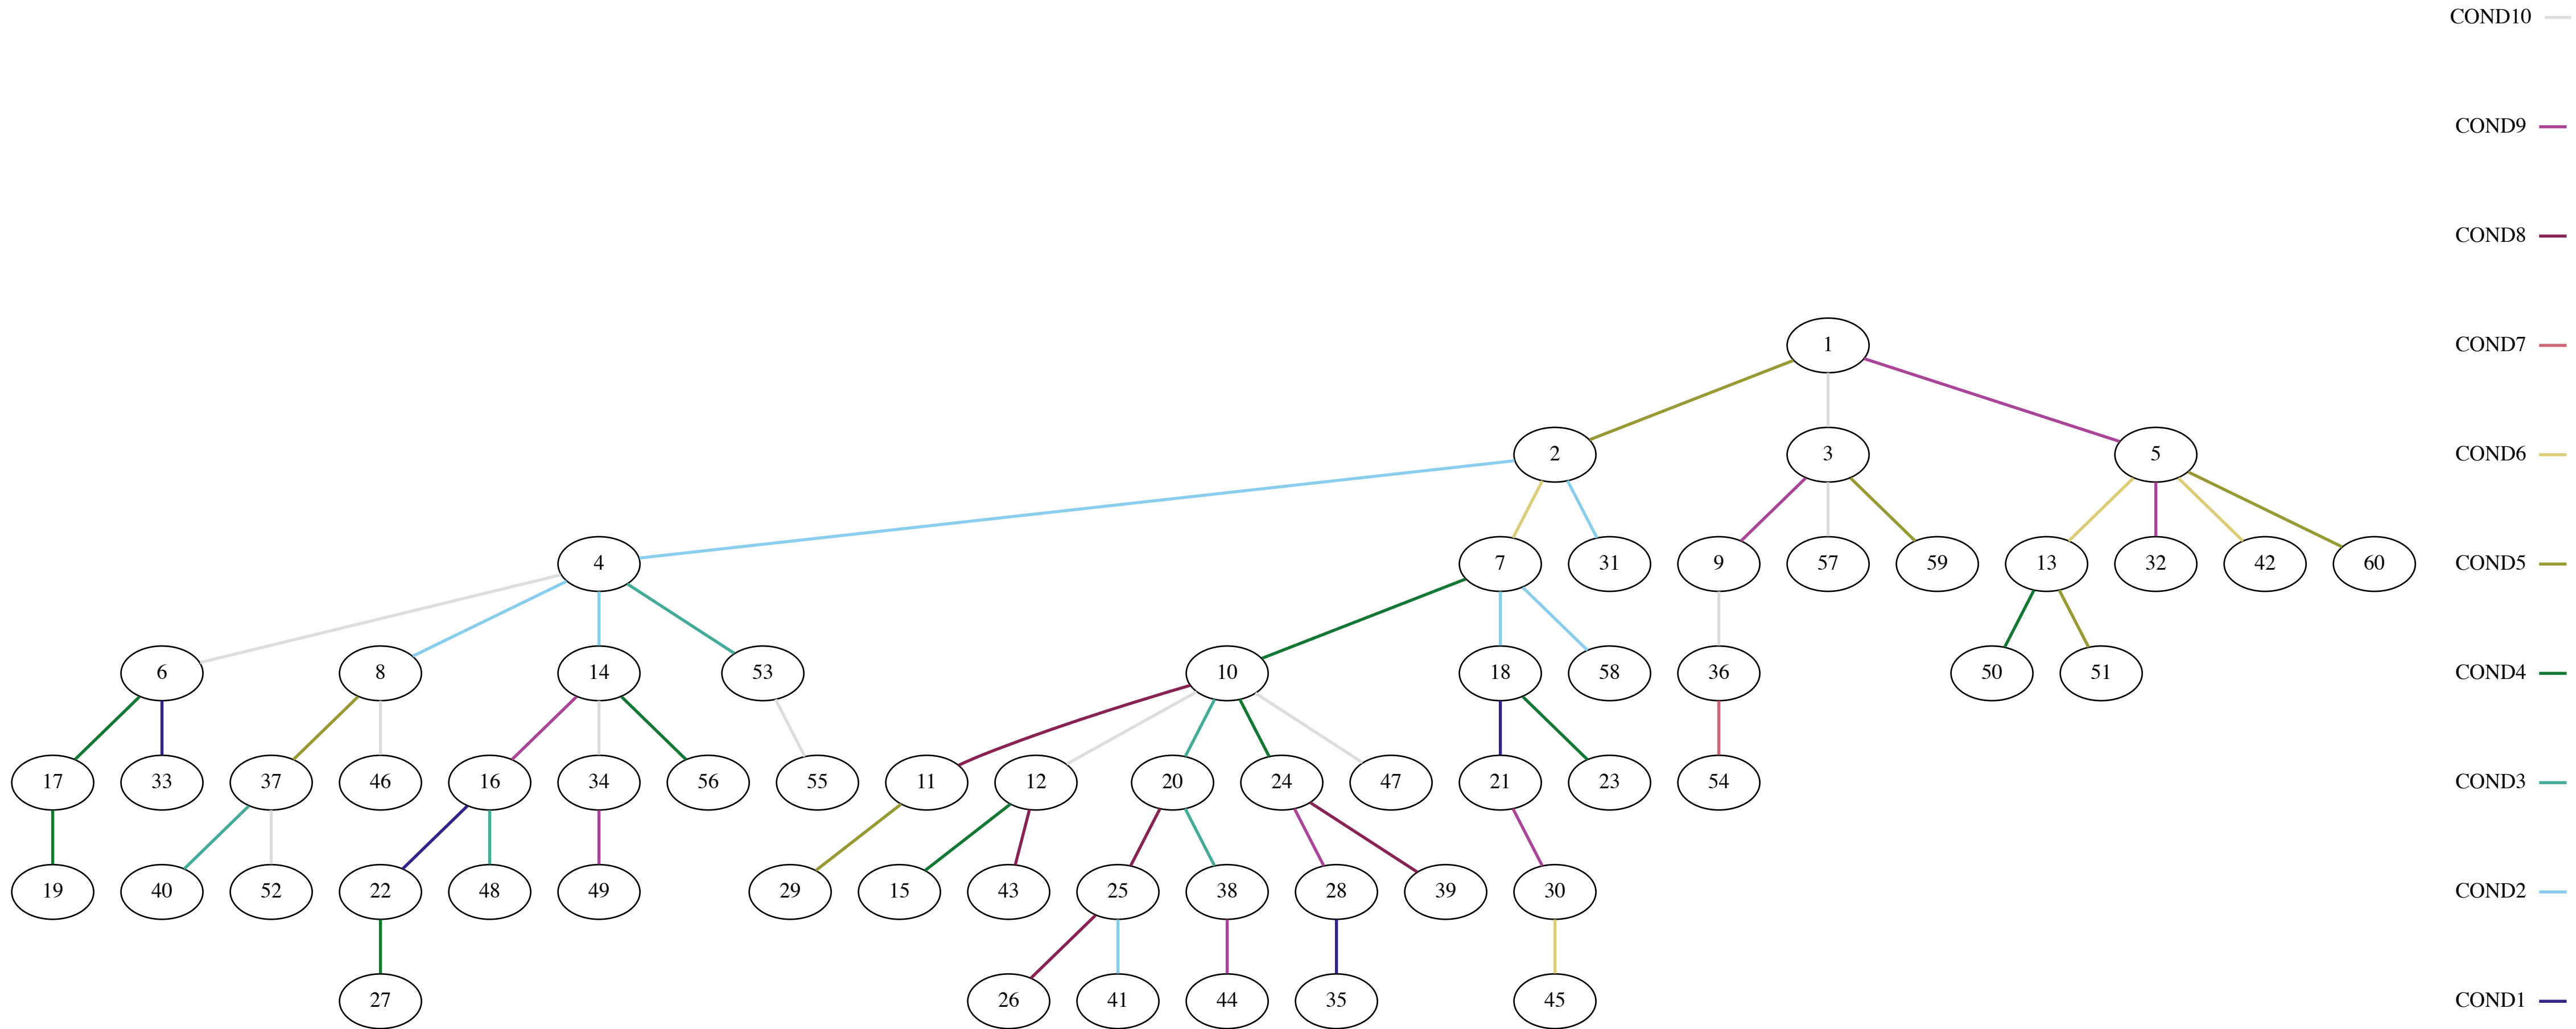 COND10
COND9
COND8
1 COND7
2 3 5 COND6
4 7 31 9 57 59 13 32 42 60 COND5
6 8 14 53 10 18 58 36 50 51 COND4
17 33 37 46 16 34 56 55 11 12 20 24 47 21 23 54 COND3
19 40 52 22 48 49 29 15 43 25 38 28 39 30 COND2
27 26 41 44 35 45 COND1